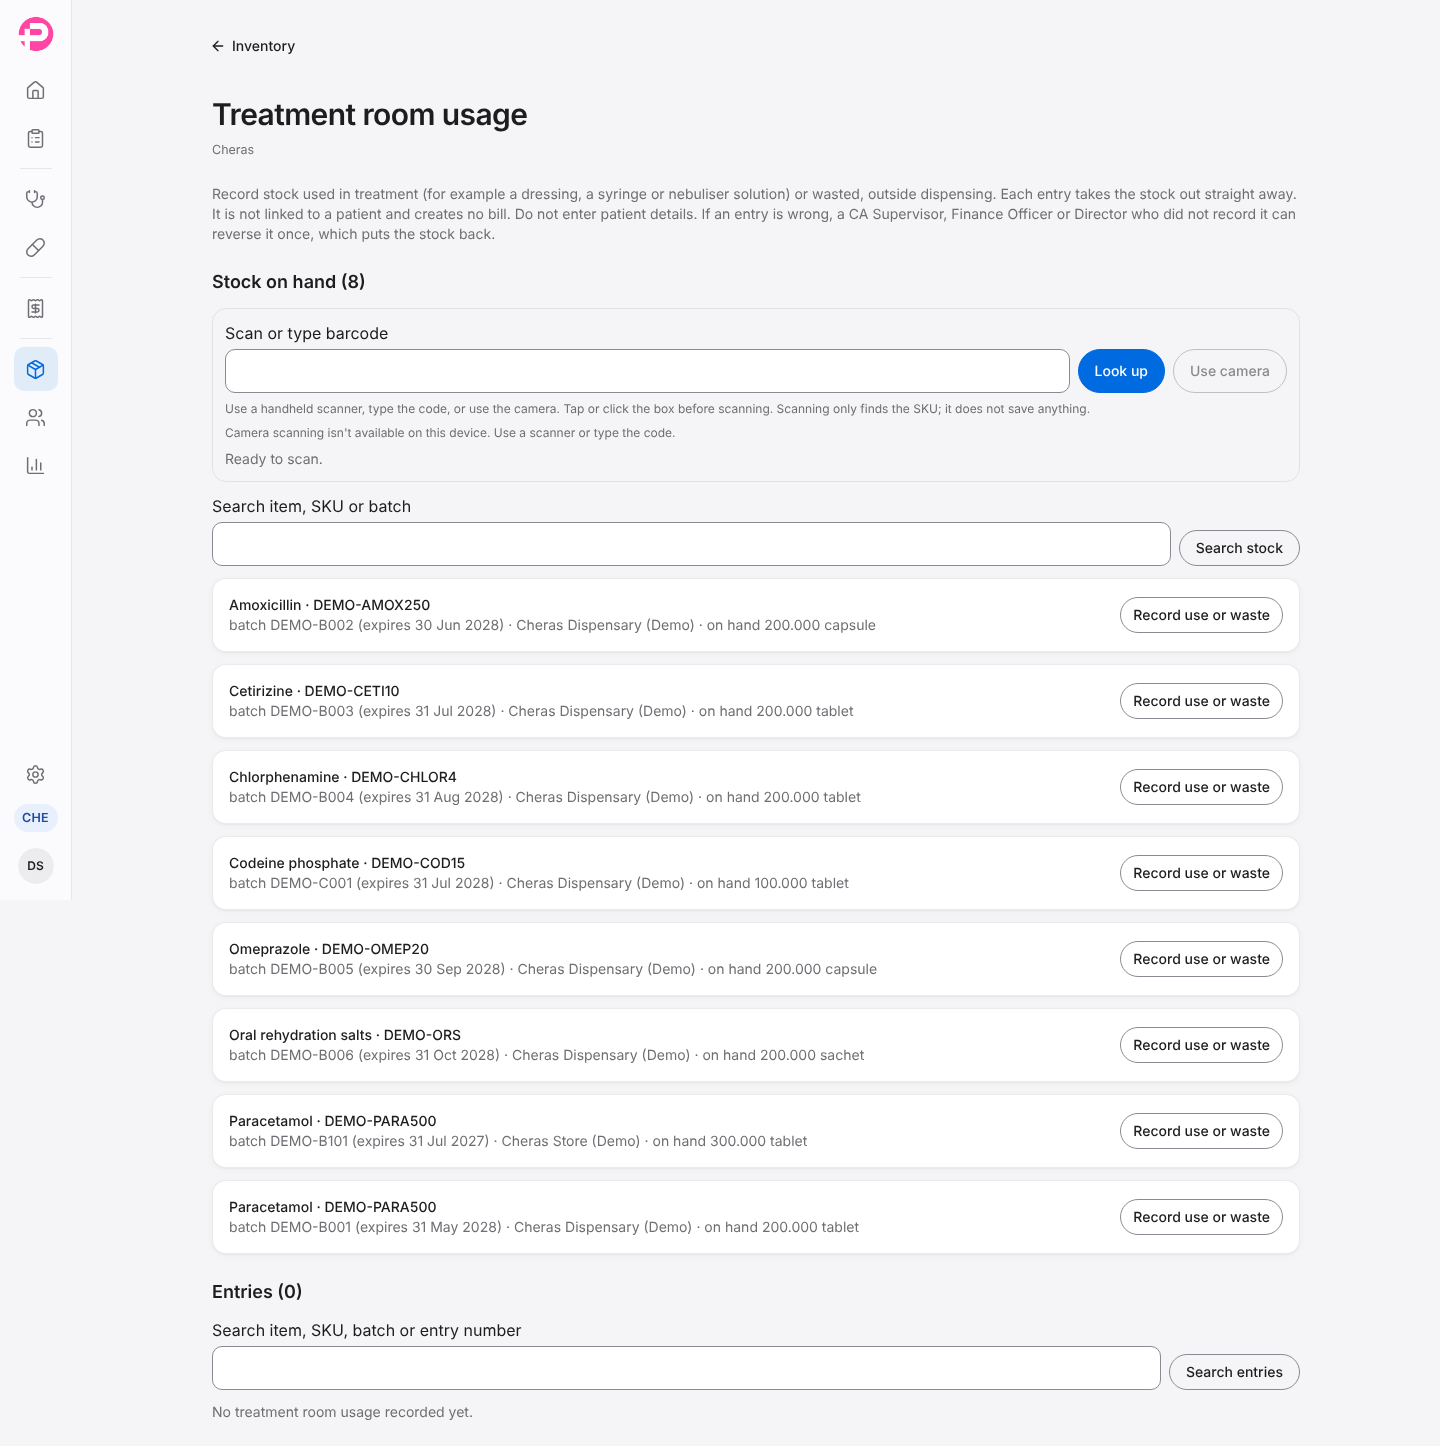 Inventory
Treatment room usage
Cheras
Record stock used in treatment (for example a dressing, a syringe or nebuliser solution) or wasted, outside dispensing. Each entry takes the stock out straight away.
It is not linked to a patient and creates no bill. Do not enter patient details. If an entry is wrong, a CA Supervisor, Finance Officer or Director who did not record it can
reverse it once, which puts the stock back.
Stock on hand (8)
Scan or type barcode
Look up
Use camera
Use a handheld scanner, type the code, or use the camera. Tap or click the box before scanning. Scanning only finds the SKU; it does not save anything.
Camera scanning isn't available on this device. Use a scanner or type the code.
Ready to scan.
Search item, SKU or batch
Search stock
Amoxicillin · DEMO-AMOX250
batch DEMO-B002 (expires 30 Jun 2028) · Cheras Dispensary (Demo) · on hand 200.000 capsule
Record use or waste
Cetirizine · DEMO-CETI10
batch DEMO-B003 (expires 31 Jul 2028) · Cheras Dispensary (Demo) · on hand 200.000 tablet
Record use or waste
Chlorphenamine · DEMO-CHLOR4
batch DEMO-B004 (expires 31 Aug 2028) · Cheras Dispensary (Demo) · on hand 200.000 tablet
Record use or waste
Codeine phosphate · DEMO-COD15
batch DEMO-C001 (expires 31 Jul 2028) · Cheras Dispensary (Demo) · on hand 100.000 tablet
Record use or waste
Omeprazole · DEMO-OMEP20
batch DEMO-B005 (expires 30 Sep 2028) · Cheras Dispensary (Demo) · on hand 200.000 capsule
Record use or waste
Oral rehydration salts · DEMO-ORS
batch DEMO-B006 (expires 31 Oct 2028) · Cheras Dispensary (Demo) · on hand 200.000 sachet
Record use or waste
Paracetamol · DEMO-PARA500
batch DEMO-B101 (expires 31 Jul 2027) · Cheras Store (Demo) · on hand 300.000 tablet
Record use or waste
Paracetamol · DEMO-PARA500
batch DEMO-B001 (expires 31 May 2028) · Cheras Dispensary (Demo) · on hand 200.000 tablet
Record use or waste
Entries (0)
Search item, SKU, batch or entry number
Search entries
No treatment room usage recorded yet.
CHE
DS